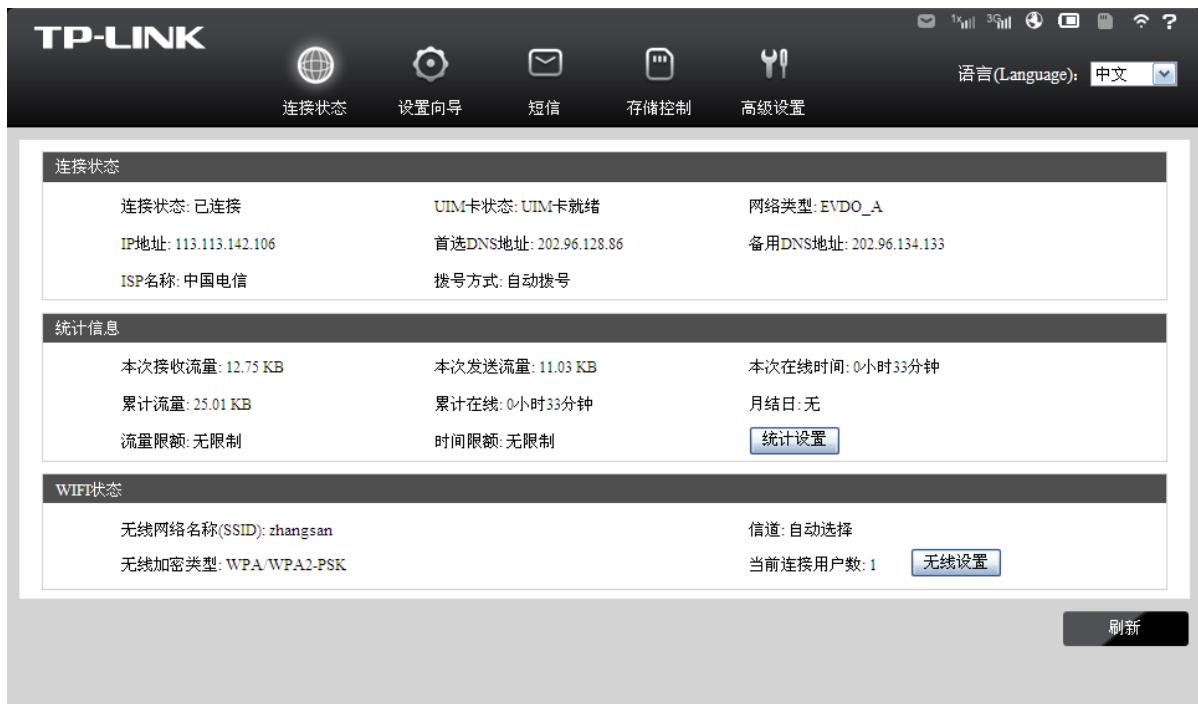 TP-LINK
1x 3G ?
语言(Language): 中文
连接状态 设置向导 短信 存储控制 高级设置
连接状态
连接状态: 已连接 UIM卡状态: UIM卡就绪 网络类型: EVDO_A
IP地址: 113.113.142.106 首选DNS地址: 202.96.128.86 备用DNS地址: 202.96.134.133
ISP名称: 中国电信 拨号方式: 自动拨号
统计信息
本次接收流量: 12.75 KB 本次发送流量: 11.03 KB 本次在线时间: 0小时33分钟
累计流量: 25.01 KB 累计在线: 0小时33分钟 月结日: 无
流量限额: 无限制 时间限额: 无限制 统计设置
WIFI状态
无线网络名称(SSID): zhangsan 信道: 自动选择
无线加密类型: WPA/WPA2-PSK 当前连接用户数: 1 无线设置
刷新